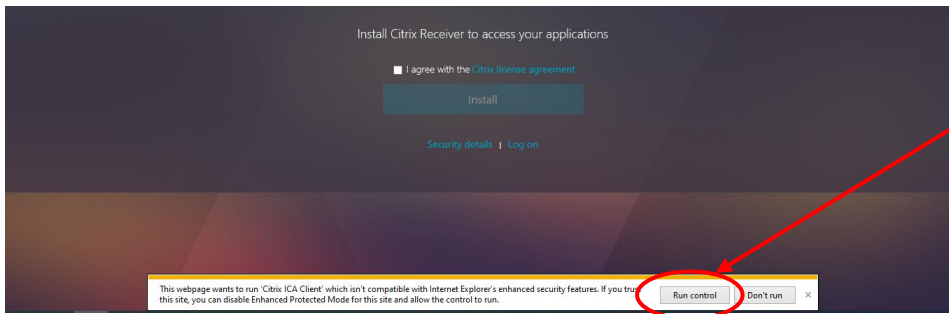 Install Citrix Receiver to access your applications
I agree with the Citrix license agreement
Install
Security details | Log on
This webpage wants to run 'Citrix ICA Client' which isn't compatible with Internet Explorer's enhanced security features. If you trust
this site, you can disable Enhanced Protected Mode for this site and allow the control to run.
Run control
Don't run
×